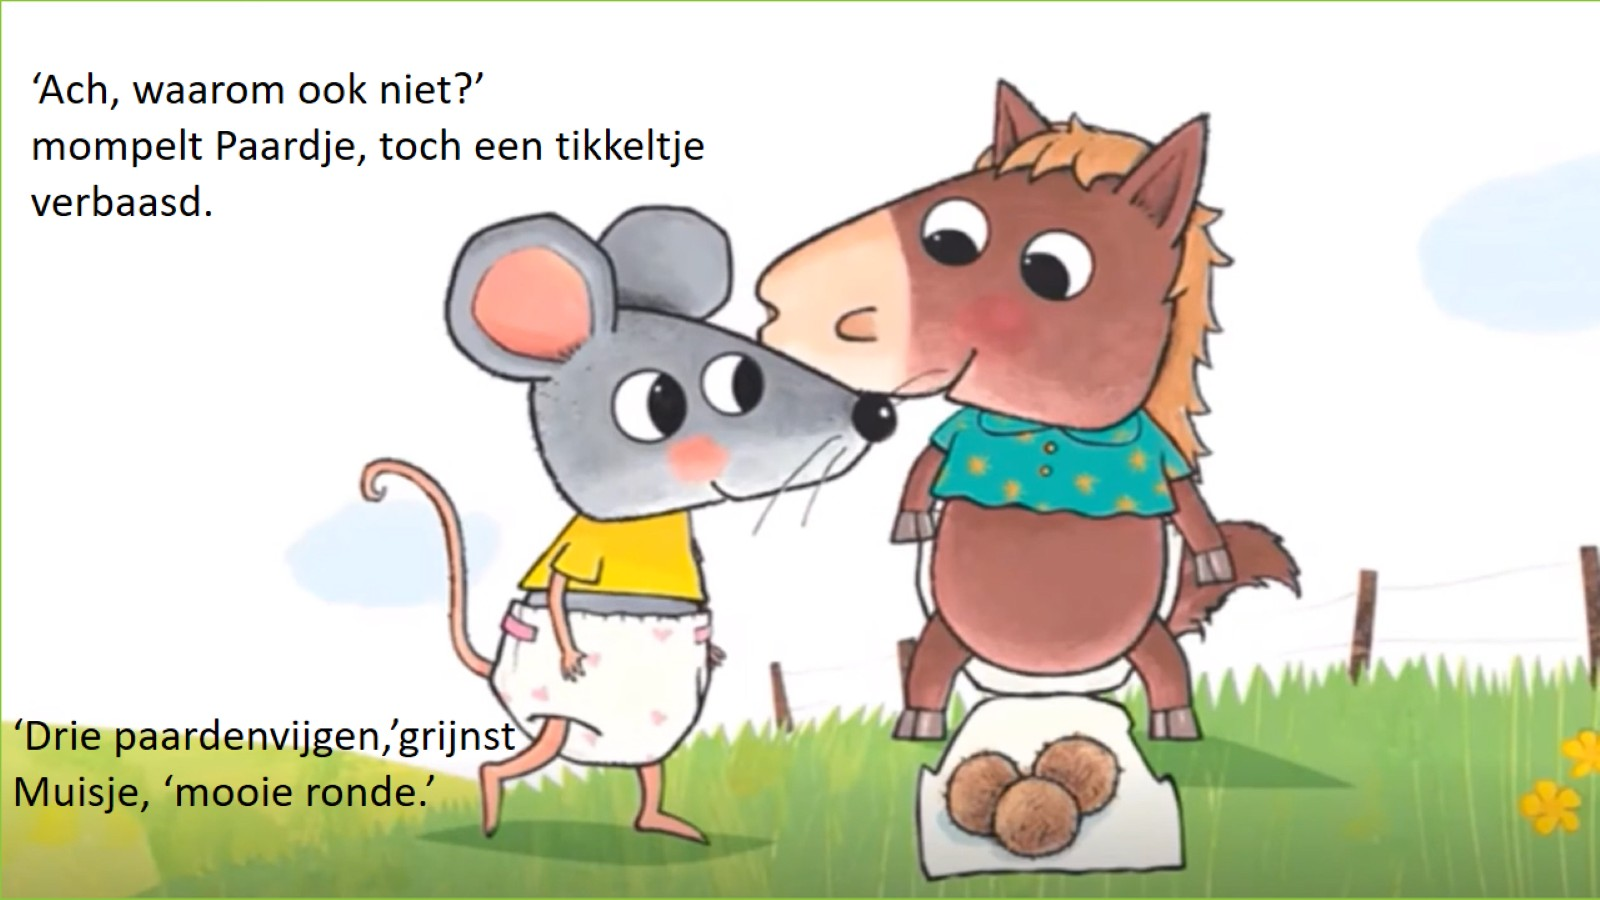 ‘Ach, waarom ook niet?’
mompelt Paardje, toch een tikkeltje
verbaasd.
‘Drie paardenvijgen,’grijnst
Muisje, ‘mooie ronde.’